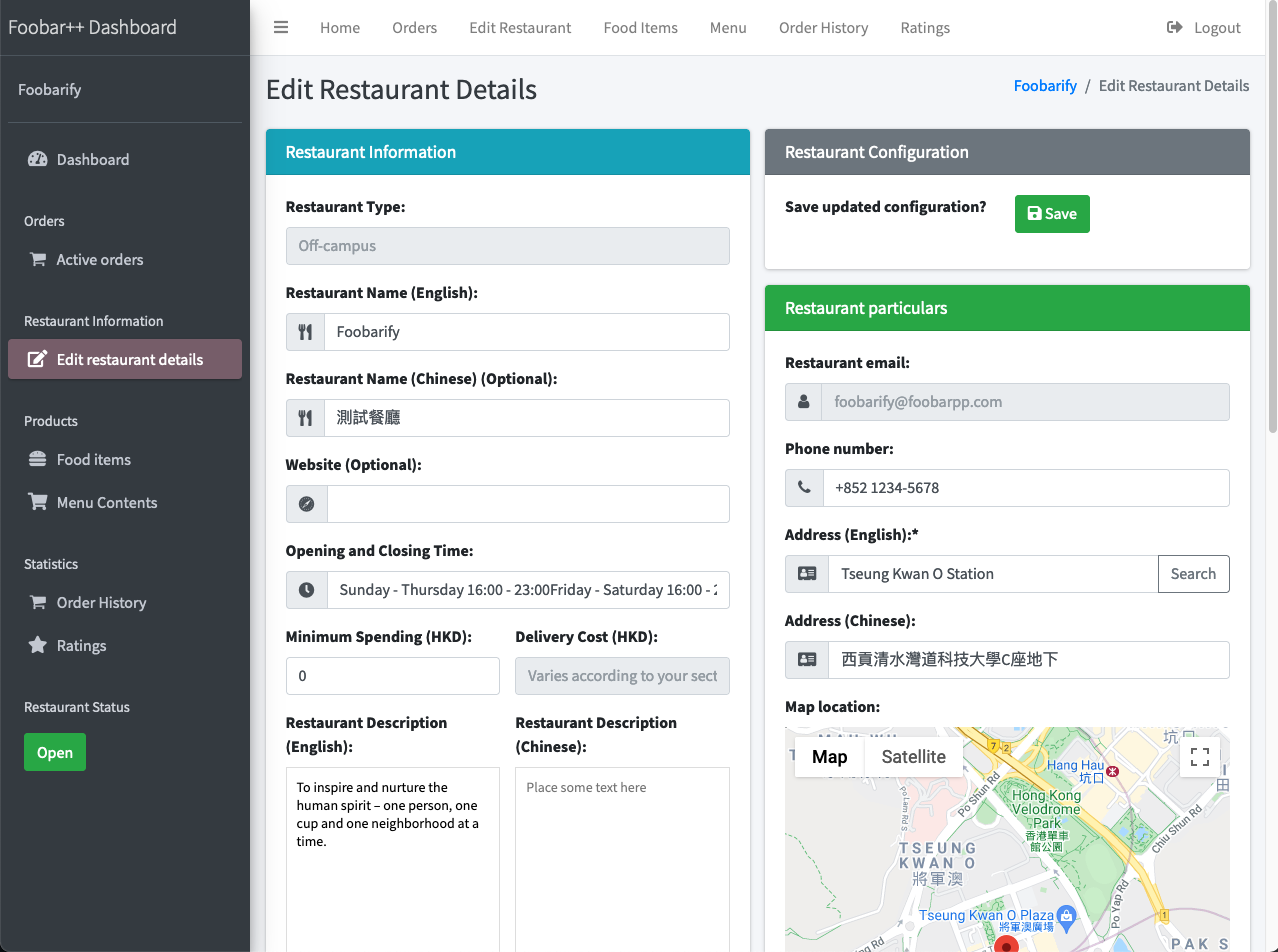 Foobar++ Dashboard
Foobarify
Dashboard
Orders
Active orders
Restaurant Information
Edit restaurant details
Products
Food items
Menu Contents
Statistics
Order History
Ratings
Restaurant Status
Open
Home Orders Edit Restaurant Food Items Menu Order History Ratings Logout
Edit Restaurant Details
Foobarify / Edit Restaurant Details
Restaurant Information
Restaurant Type:
Off-campus
Restaurant Name (English):
Foobarify
Restaurant Name (Chinese) (Optional):
測試餐廳
Website (Optional):
Opening and Closing Time:
Sunday - Thursday 16:00 - 23:00Friday - Saturday 16:00 -
Minimum Spending (HKD):
0
Delivery Cost (HKD):
Varies according to your sect
Restaurant Description
(English):
To inspire and nurture the
human spirit – one person, one
cup and one neighborhood at a
time.
Restaurant Description
(Chinese):
Place some text here
Restaurant Configuration
Save updated configuration?
Save
Restaurant particulars
Restaurant email:
foobarify@foobarpp.com
Phone number:
+852 1234-5678
Address (English):*
Tseung Kwan O Station
Search
Address (Chinese):
西貢清水灣道科技大學C座地下
Map location:
Map Satellite
7 2
坑口
Hang Hau
坑口
Po Shun Rd
Po Lam Rd S
Hong Kong
Velodrome
Park
香港單車
館公園
Chiu Shun Rd
TSEUNG
KWAN O
將軍澳
Po Yap Rd
1
Tseung Kwan O Plaza
將軍澳廣場
PAK S